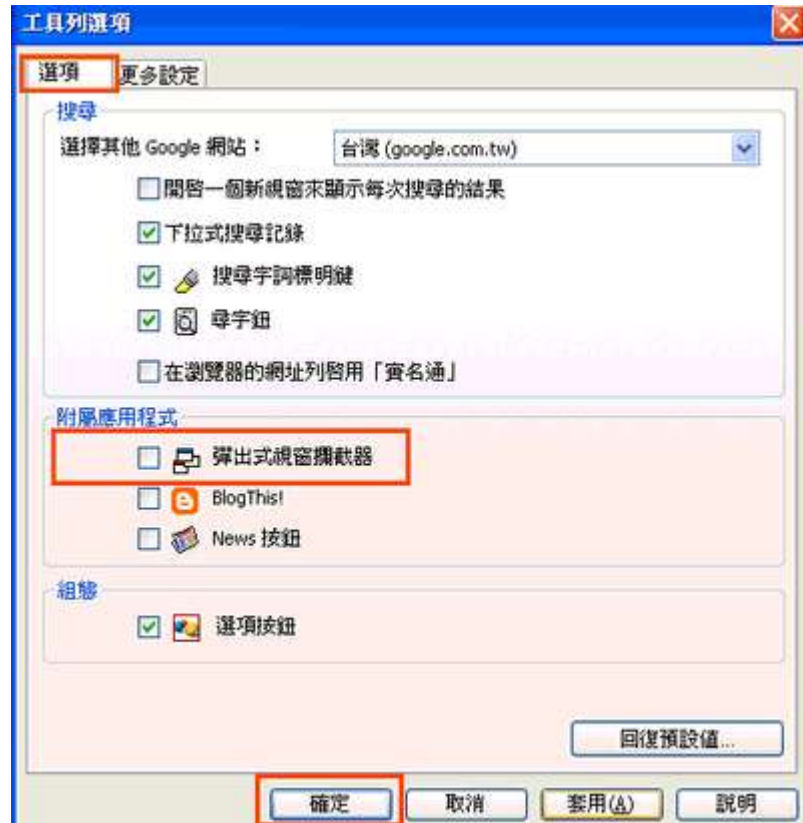 工具列選項
選項 更多設定
搜尋
選擇其他 Google 網站： 台灣 (google.com.tw)
開啓一個新視窗來顯示每次搜尋的結果
下拉式搜尋記錄
搜尋字詞標明鍵
尋字鈕
在瀏覽器的網址列啓用「實名通」
附屬應用程式
彈出式視窗攔截器
BlogThis!
News 按鈕
組態
選項按鈕
回復預設值...
確定 取消 套用(A) 說明